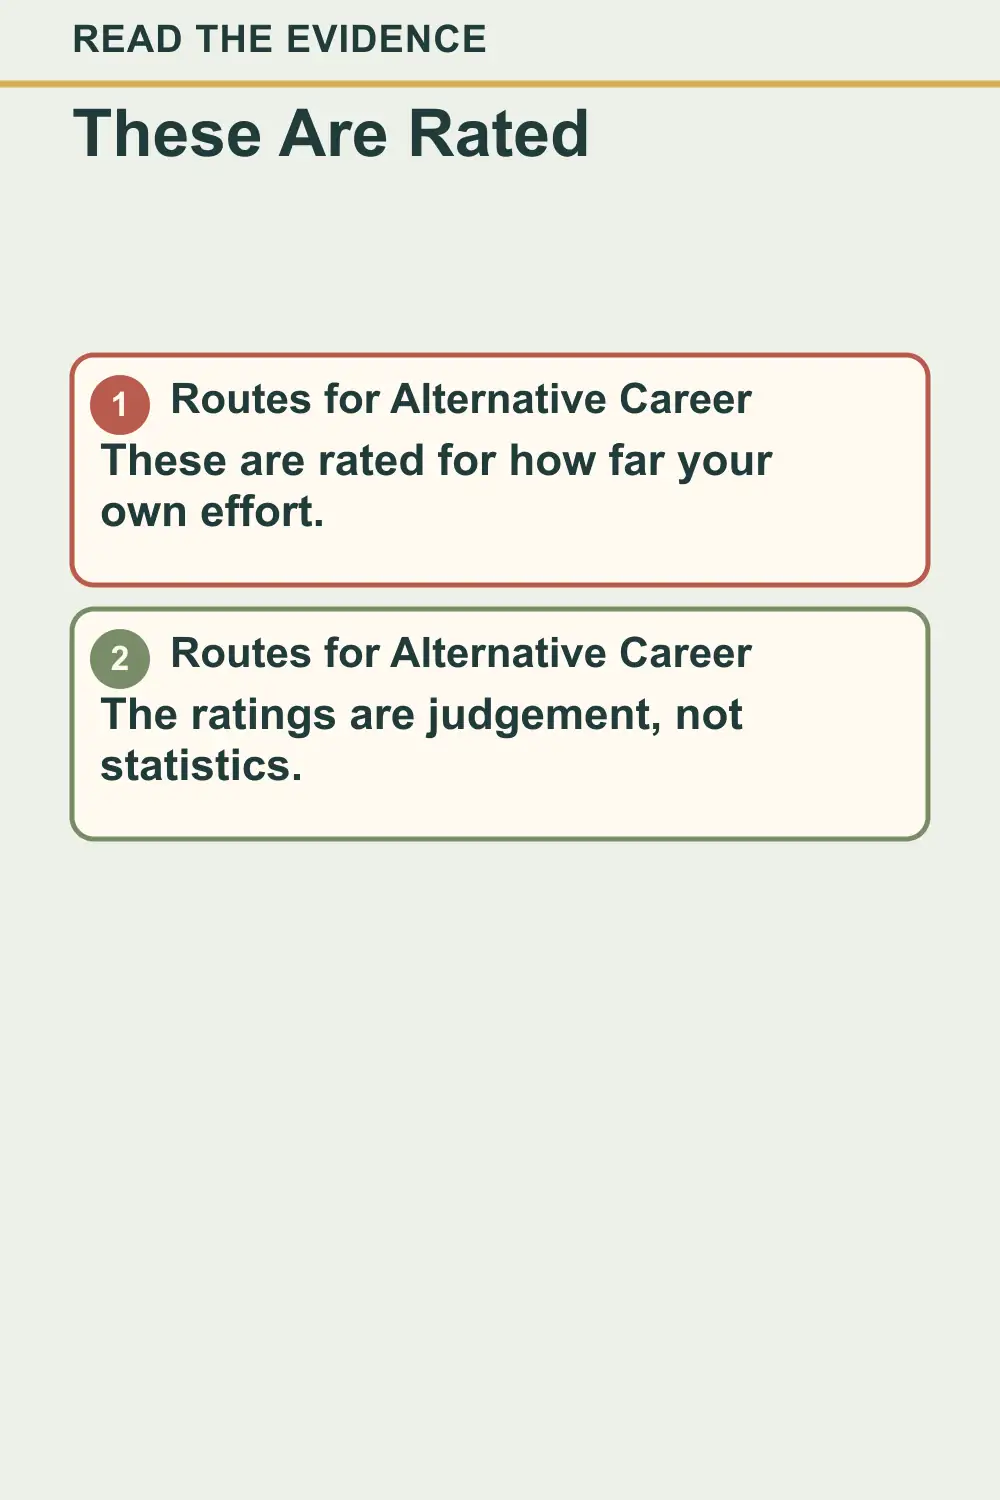 READ THE EVIDENCE
These Are Rated
1 Routes for Alternative Career
These are rated for how far your
own effort.
2 Routes for Alternative Career
The ratings are judgement, not
statistics.